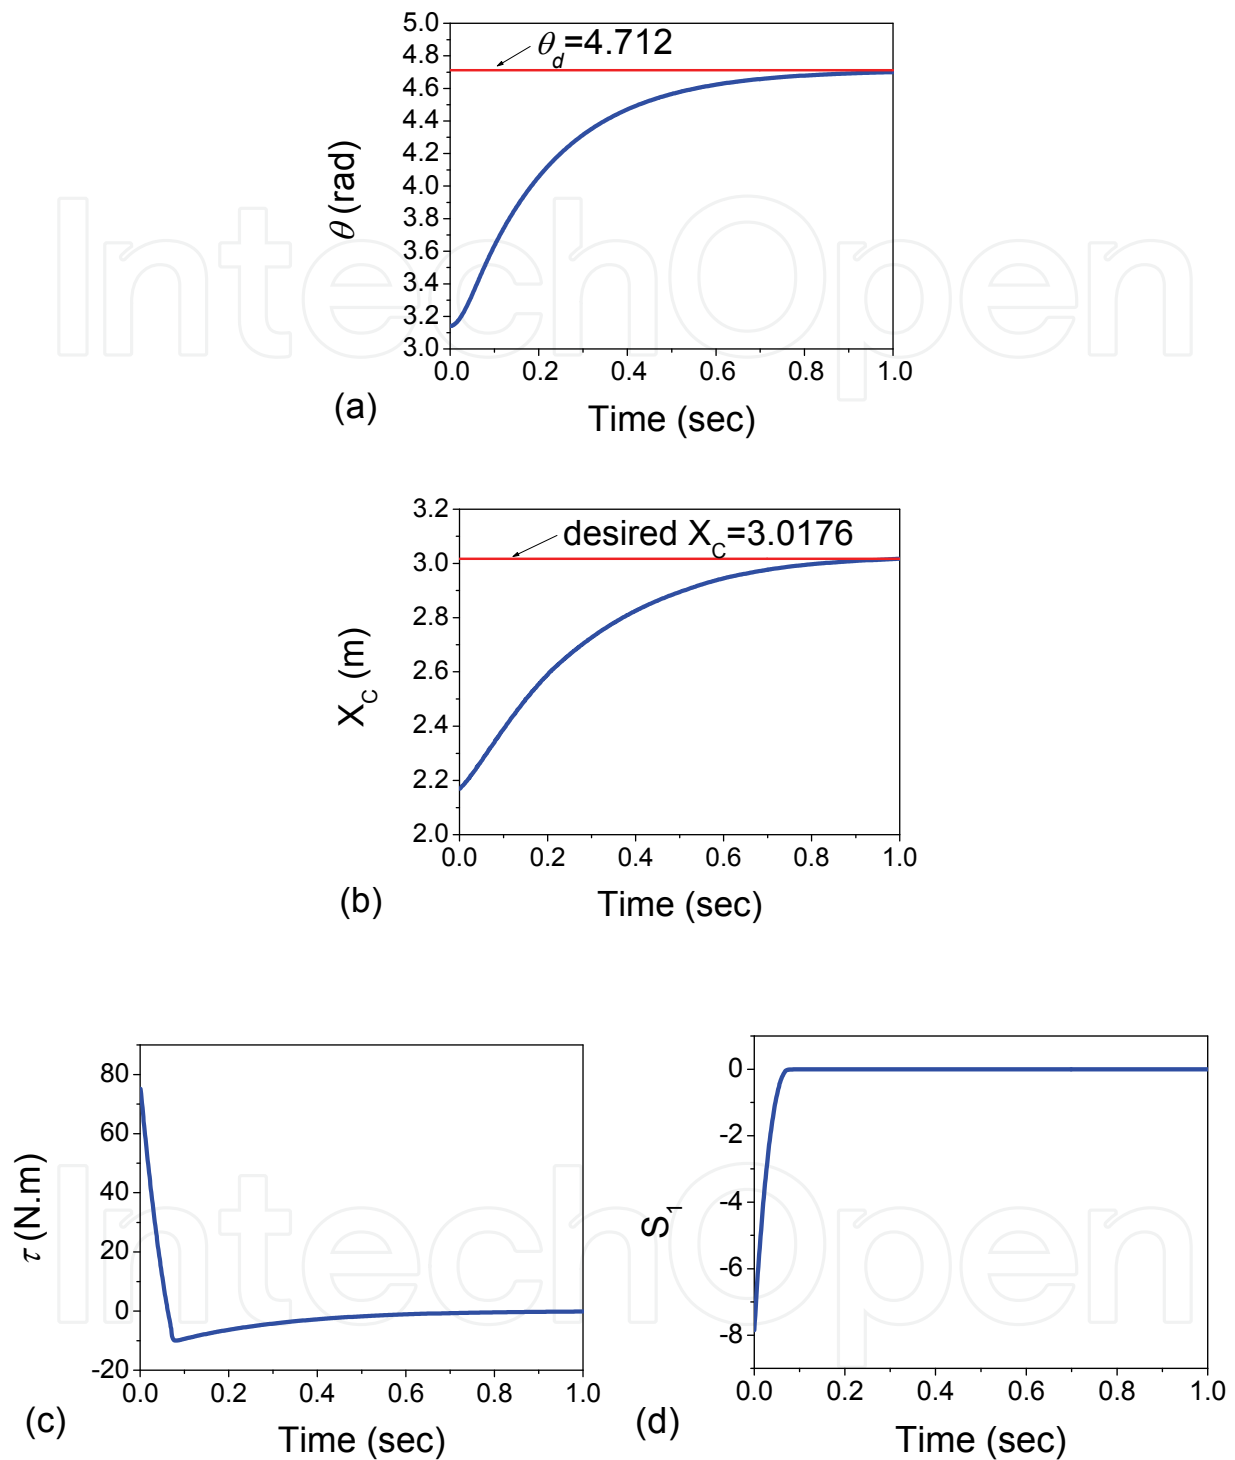 5.0
θd=4.712
4.8
4.6
4.4
4.2
4.0
3.8
3.6
3.4
3.2
3.0
θ (rad)
0.0 0.2 0.4 0.6 0.8 1.0
(a)
Time (sec)
IntechOpen
3.2
desired XC=3.0176
3.0
2.8
2.6
2.4
2.2
2.0
XC (m)
0.0 0.2 0.4 0.6 0.8 1.0
(b)
Time (sec)
80
60
40
20
0
-20
τ (N.m)
0.0 0.2 0.4 0.6 0.8 1.0
(c)
Time (sec)
0
-2
-4
-6
-8
S1
0.0 0.2 0.4 0.6 0.8 1.0
(d)
Time (sec)
IntechOpen